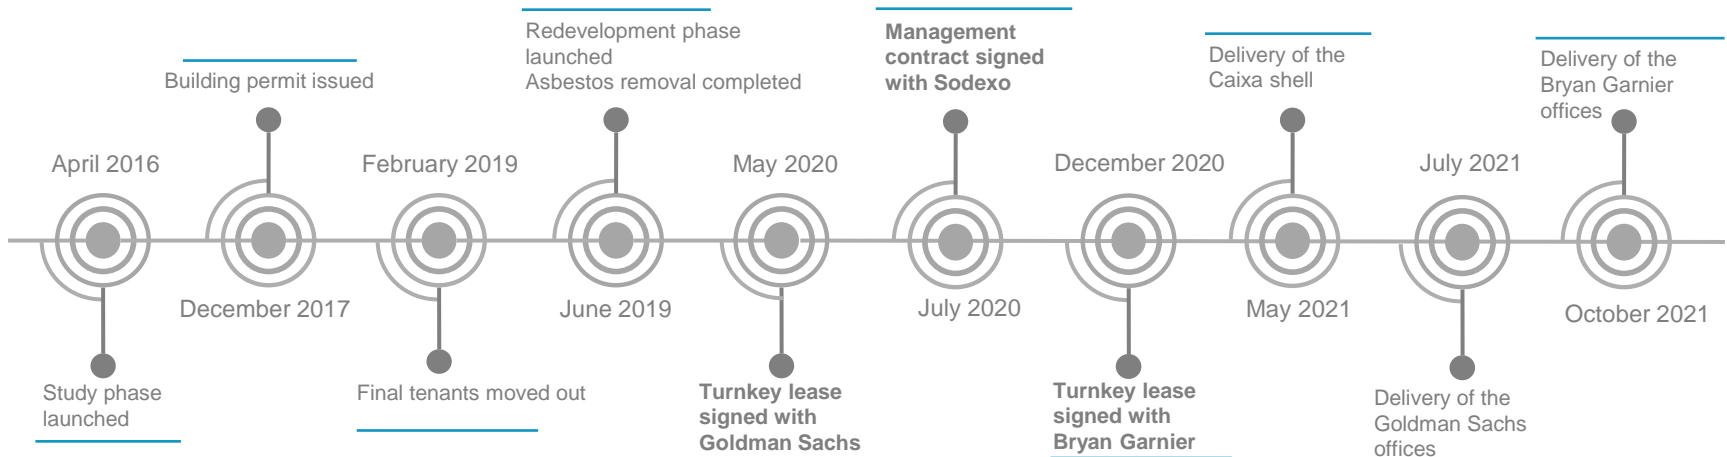 April 2016
Study phase
launched
Building permit issued
December 2017
February 2019
Final tenants moved out
Redevelopment phase
launched
Asbestos removal completed
June 2019
May 2020
Turnkey lease
signed with
Goldman Sachs
Management
contract signed
with Sodexo
July 2020
December 2020
Turnkey lease
signed with
Bryan Garnier
Delivery of the
Caixa shell
May 2021
July 2021
Delivery of the
Goldman Sachs
offices
Delivery of the
Bryan Garnier
offices
October 2021